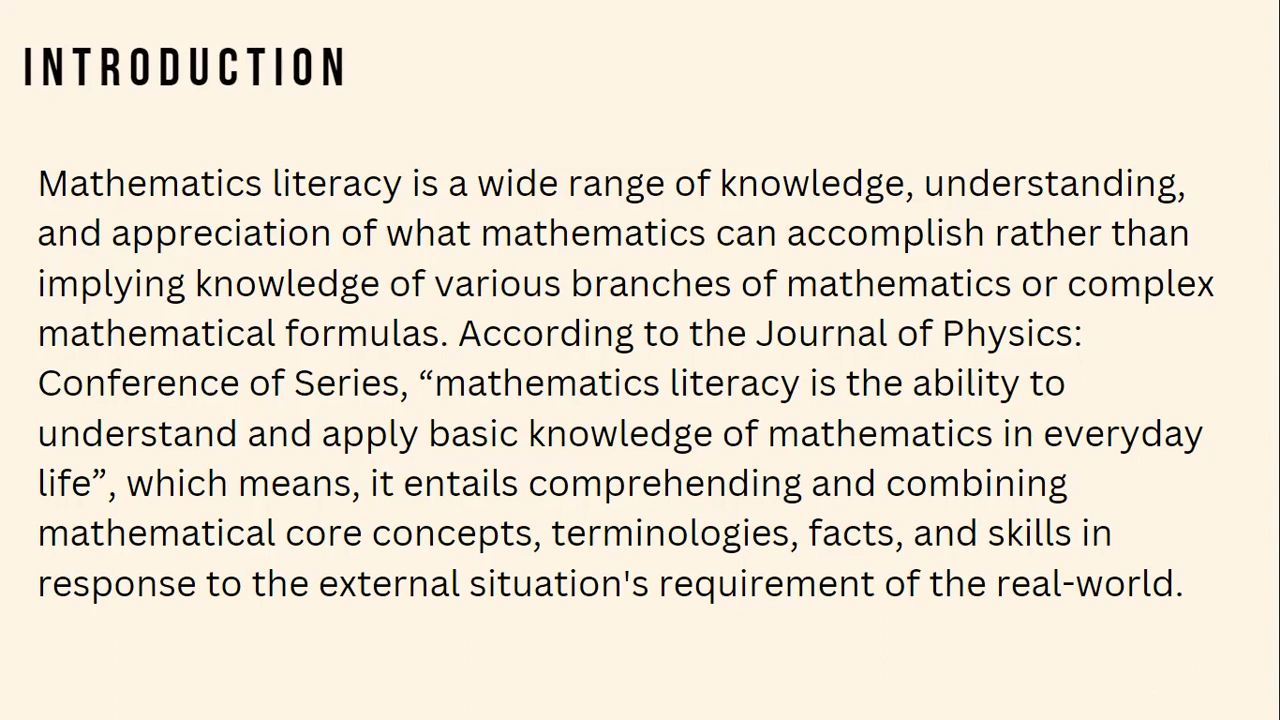 INTRODUCTION
Mathematics literacy is a wide range of knowledge, understanding,
and appreciation of what mathematics can accomplish rather than
implying knowledge of various branches of mathematics or complex
mathematical formulas. According to the Journal of Physics:
Conference of Series, “mathematics literacy is the ability to
understand and apply basic knowledge of mathematics in everyday
life”, which means, it entails comprehending and combining
mathematical core concepts, terminologies, facts, and skills in
response to the external situation's requirement of the real-world.